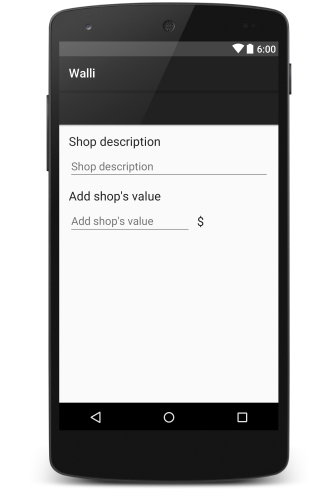 6:00
Walli
Shop description
Shop description
Add shop's value
Add shop's value $